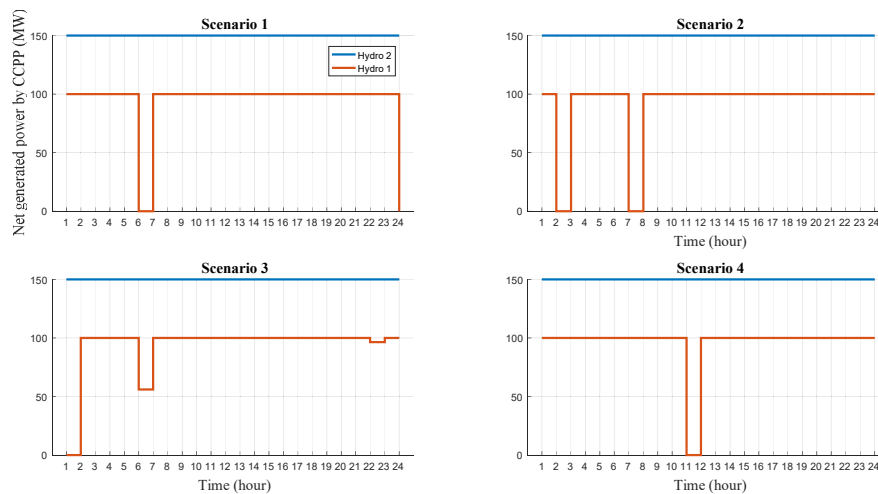 Scenario 1
Net generated power by CCPP (MW)
150
100
50
0
Hydro 2
Hydro 1
1 2 3 4 5 6 7 8 9 10 11 12 13 14 15 16 17 18 19 20 21 22 23 24
Scenario 2
150
100
50
0
1 2 3 4 5 6 7 8 9 10 11 12 13 14 15 16 17 18 19 20 21 22 23 24
Time (hour)
Scenario 3
150
100
50
0
1 2 3 4 5 6 7 8 9 10 11 12 13 14 15 16 17 18 19 20 21 22 23 24
Time (hour)
Scenario 4
150
100
50
0
1 2 3 4 5 6 7 8 9 10 11 12 13 14 15 16 17 18 19 20 21 22 23 24
Time (hour)